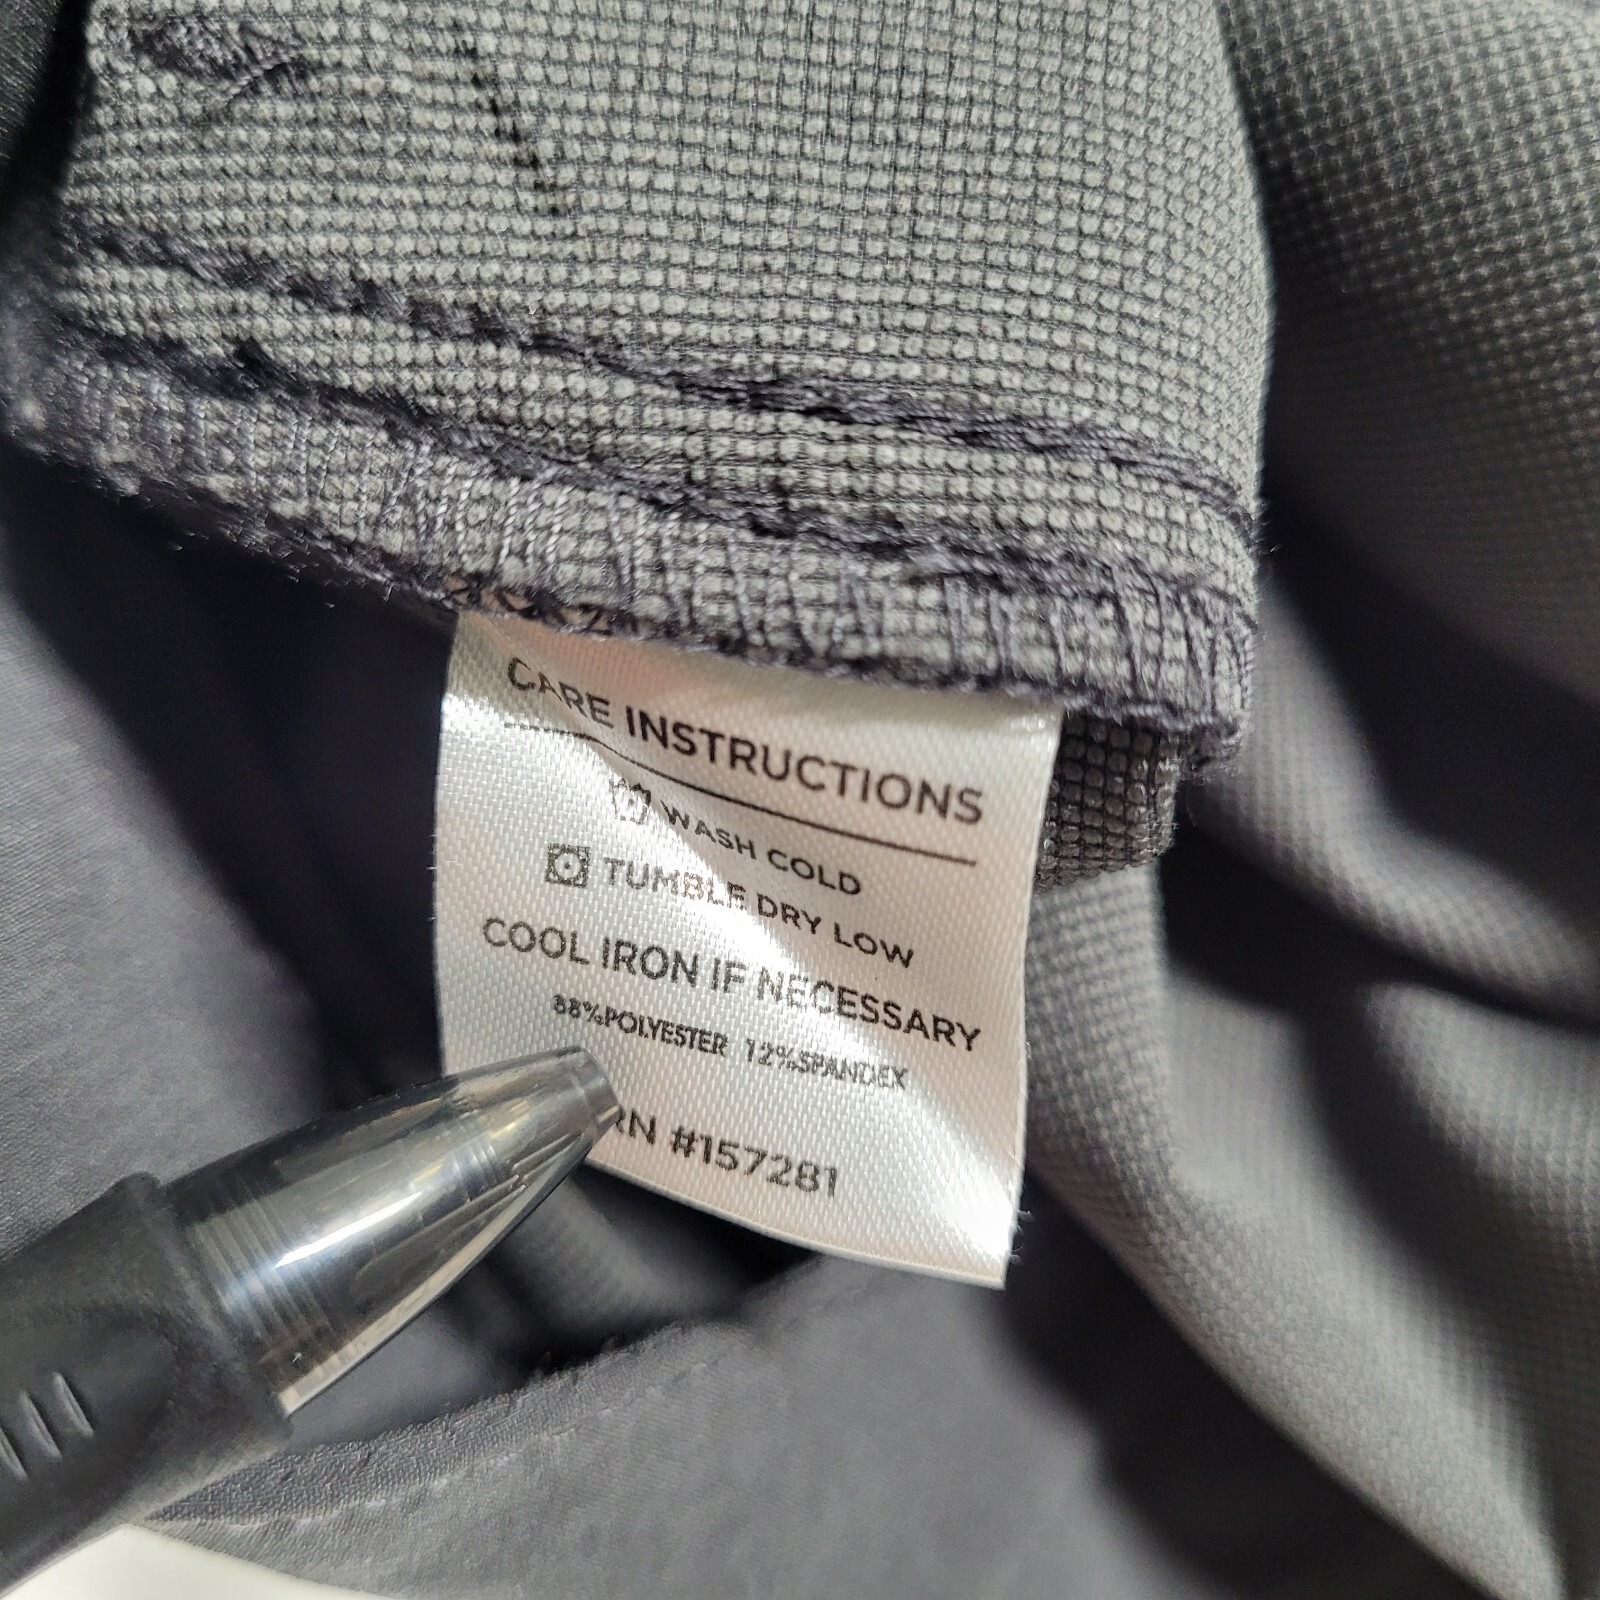 CARE INSTRUCTIONS
WASH COLD
TUMBLE DRY LOW
COOL IRON IF NECESSARY
88%POLYESTER 12%SPANDEX
RN #157281